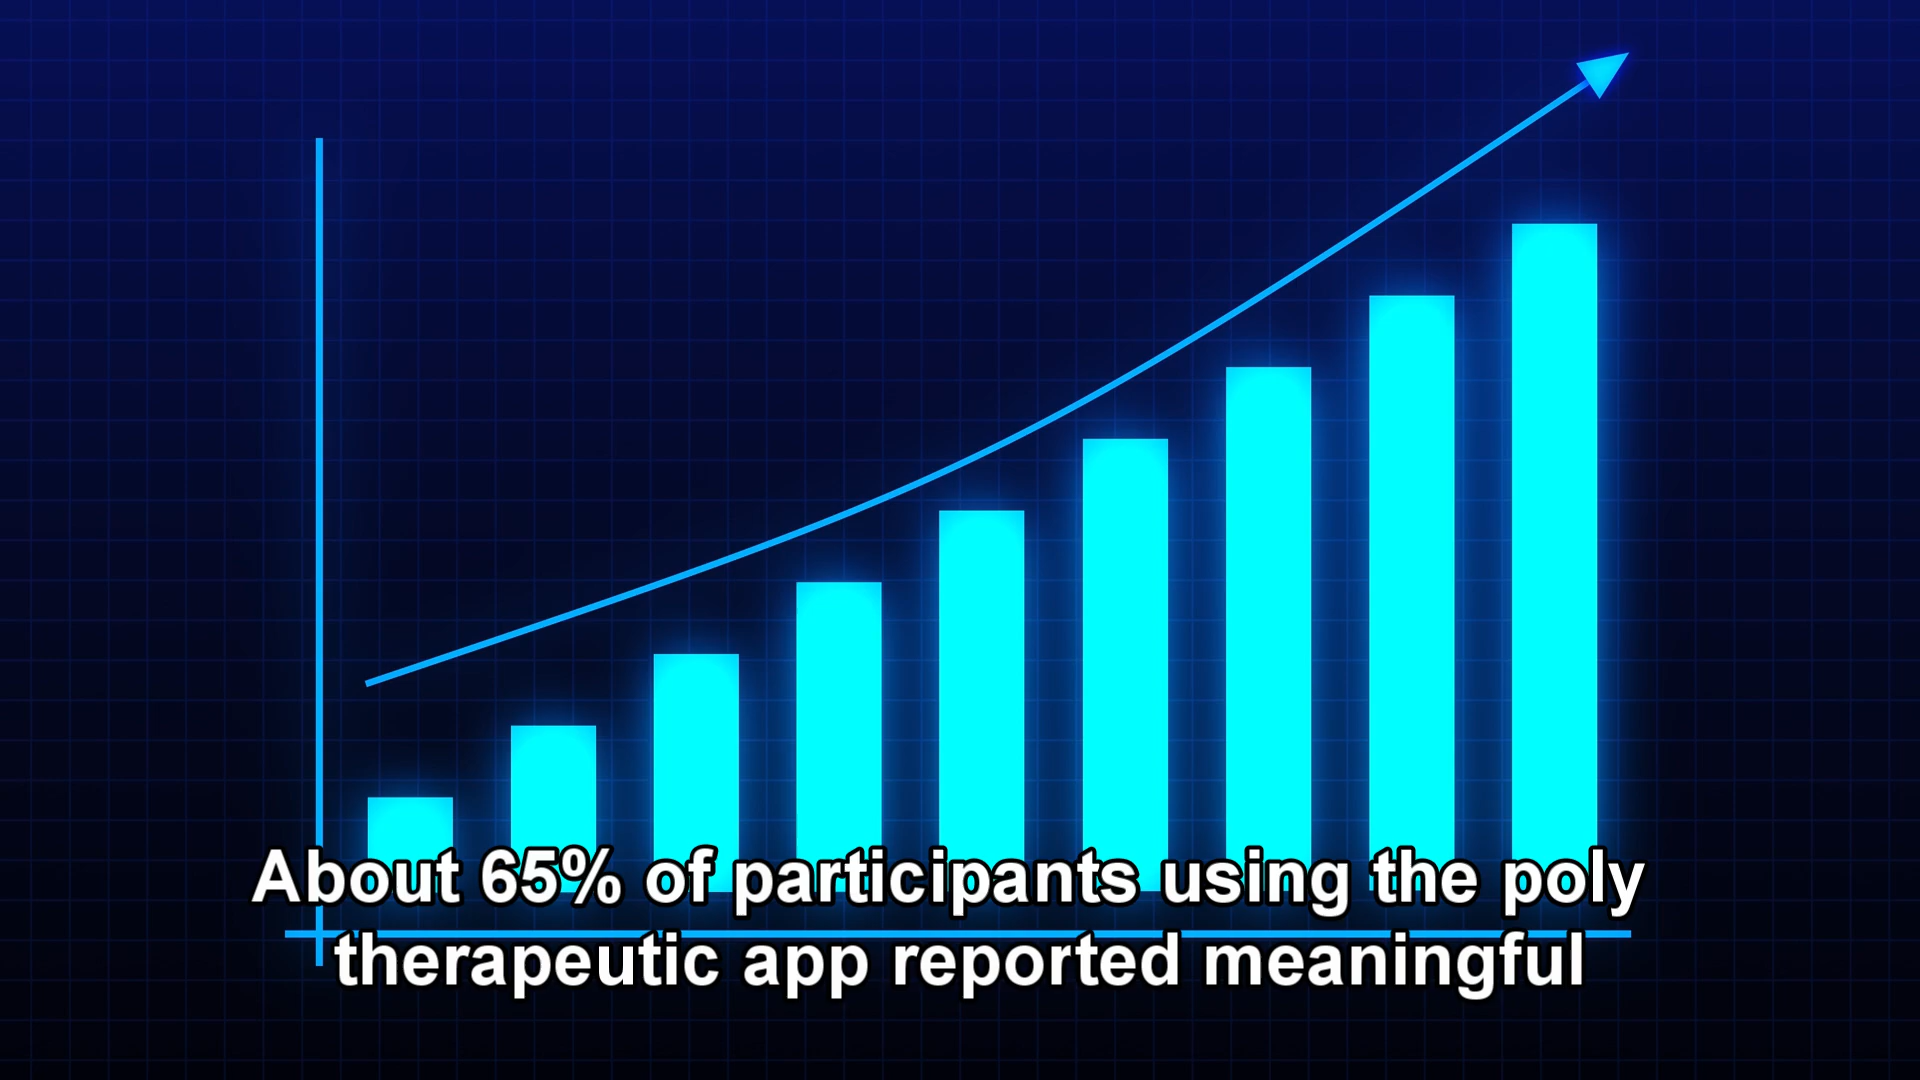 About 65% of participants using the poly
therapeutic app reported meaningful